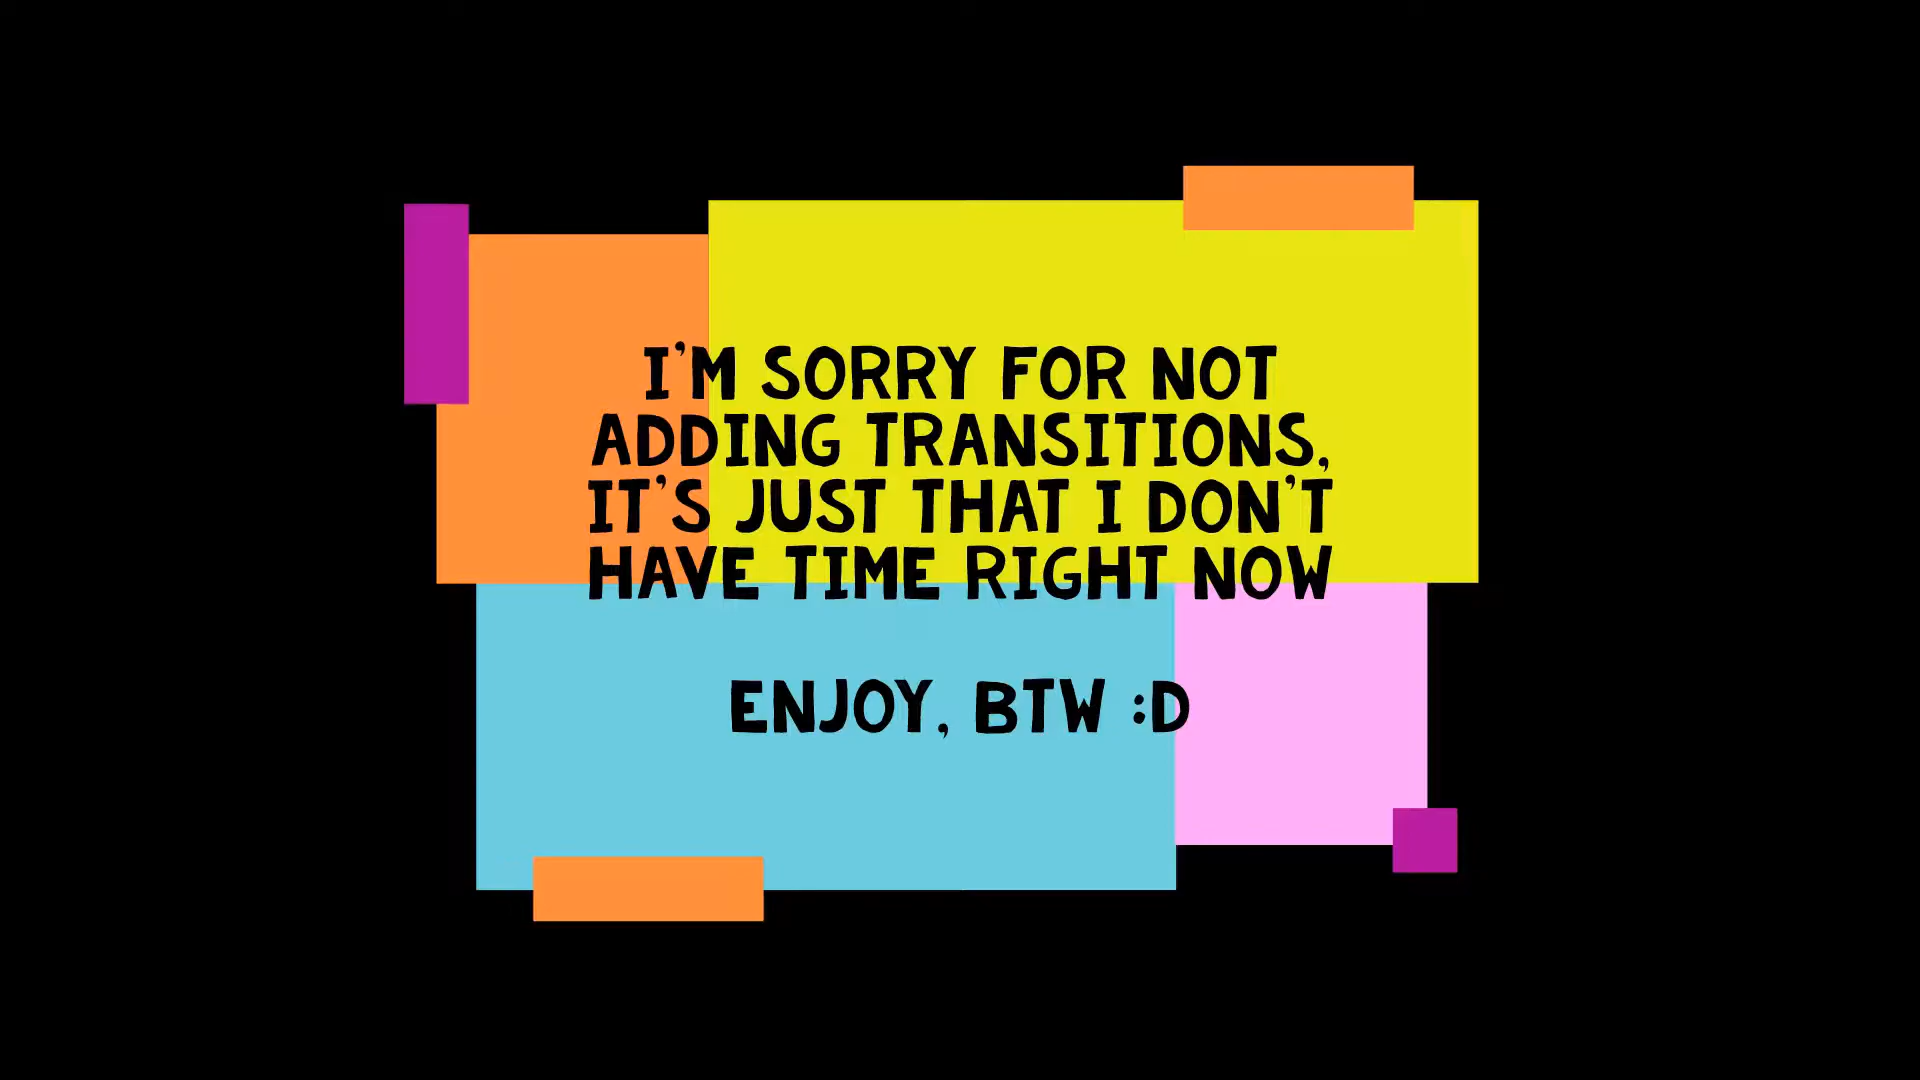 I'M SORRY FOR NOT
ADDING TRANSITIONS,
IT'S JUST THAT I DON'T
HAVE TIME RIGHT NOW
ENJOY, BTW :D